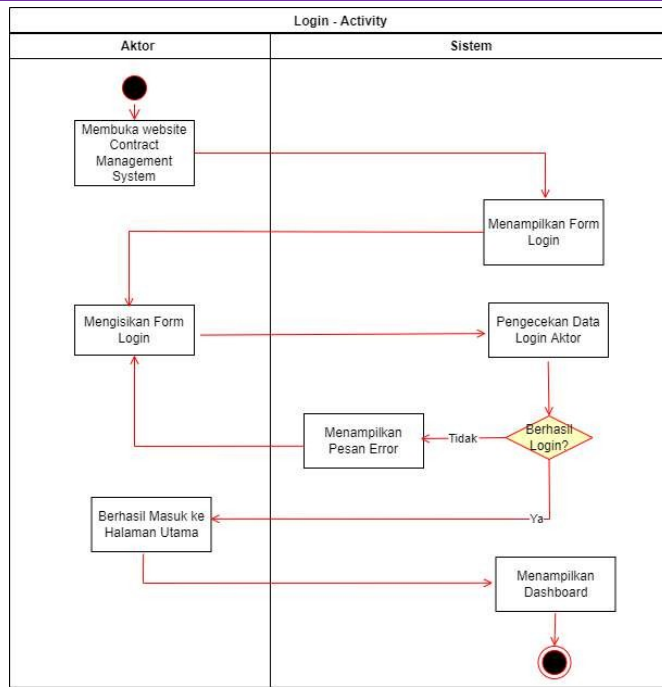 Login - Activity
Aktor
Sistem
Membuka website
Contract
Management
System
Menampilkan Form
Login
Mengisikan Form
Login
Pengecekan Data
Login Aktor
Berhasil
Login?
Tidak
Menampilkan
Pesan Error
Ya
Berhasil Masuk ke
Halaman Utama
Menampilkan
Dashboard